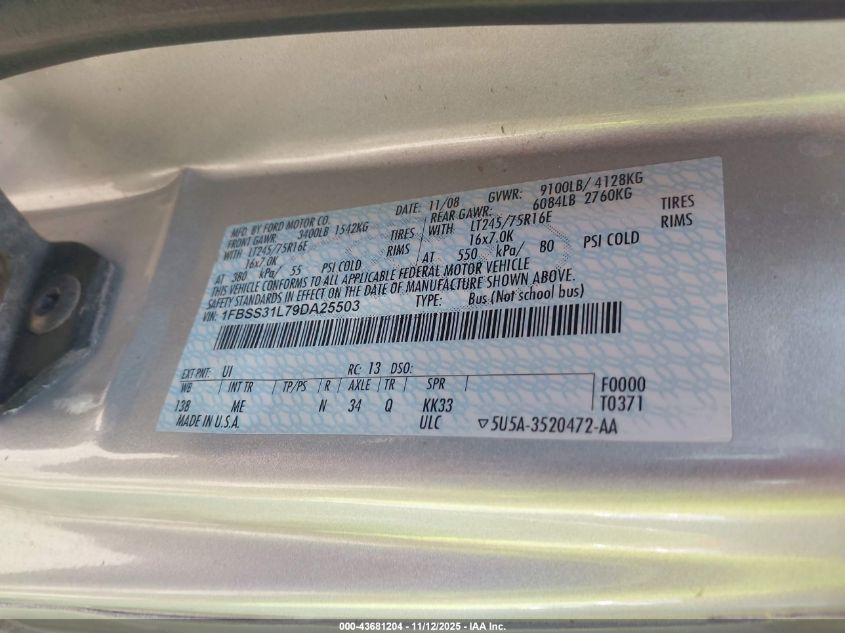 MFD. BY FORD MOTOR CO.
DATE: 11/08 GVWR: 9100LB/ 4128KG
FRONT GAWR: 3400LB 1542KG
REAR GAWR: 6084LB 2760KG
WITH LT245/75R16E TIRES
WITH LT245/75R16E TIRES
16x7.0K RIMS
16x7.0K RIMS
AT 380 kPa/ 55 PSI COLD
AT 550 kPa/ 80 PSI COLD
THIS VEHICLE CONFORMS TO ALL APPLICABLE FEDERAL MOTOR VEHICLE
SAFETY STANDARDS IN EFFECT ON THE DATE OF MANUFACTURE SHOWN ABOVE.
VIN: 1FBSS31L79DA25503 TYPE: Bus (Not school bus)
EXT PNT: UI RC: 13 DSO:
WB INT TR TP/PS R AXLE TR SPR F0000
138 ME N 34 Q KK33 T0371
MADE IN U.S.A. ULC ▽5U5A-3520472-AA
000-43681204 - 11/12/2025 - IAA Inc.